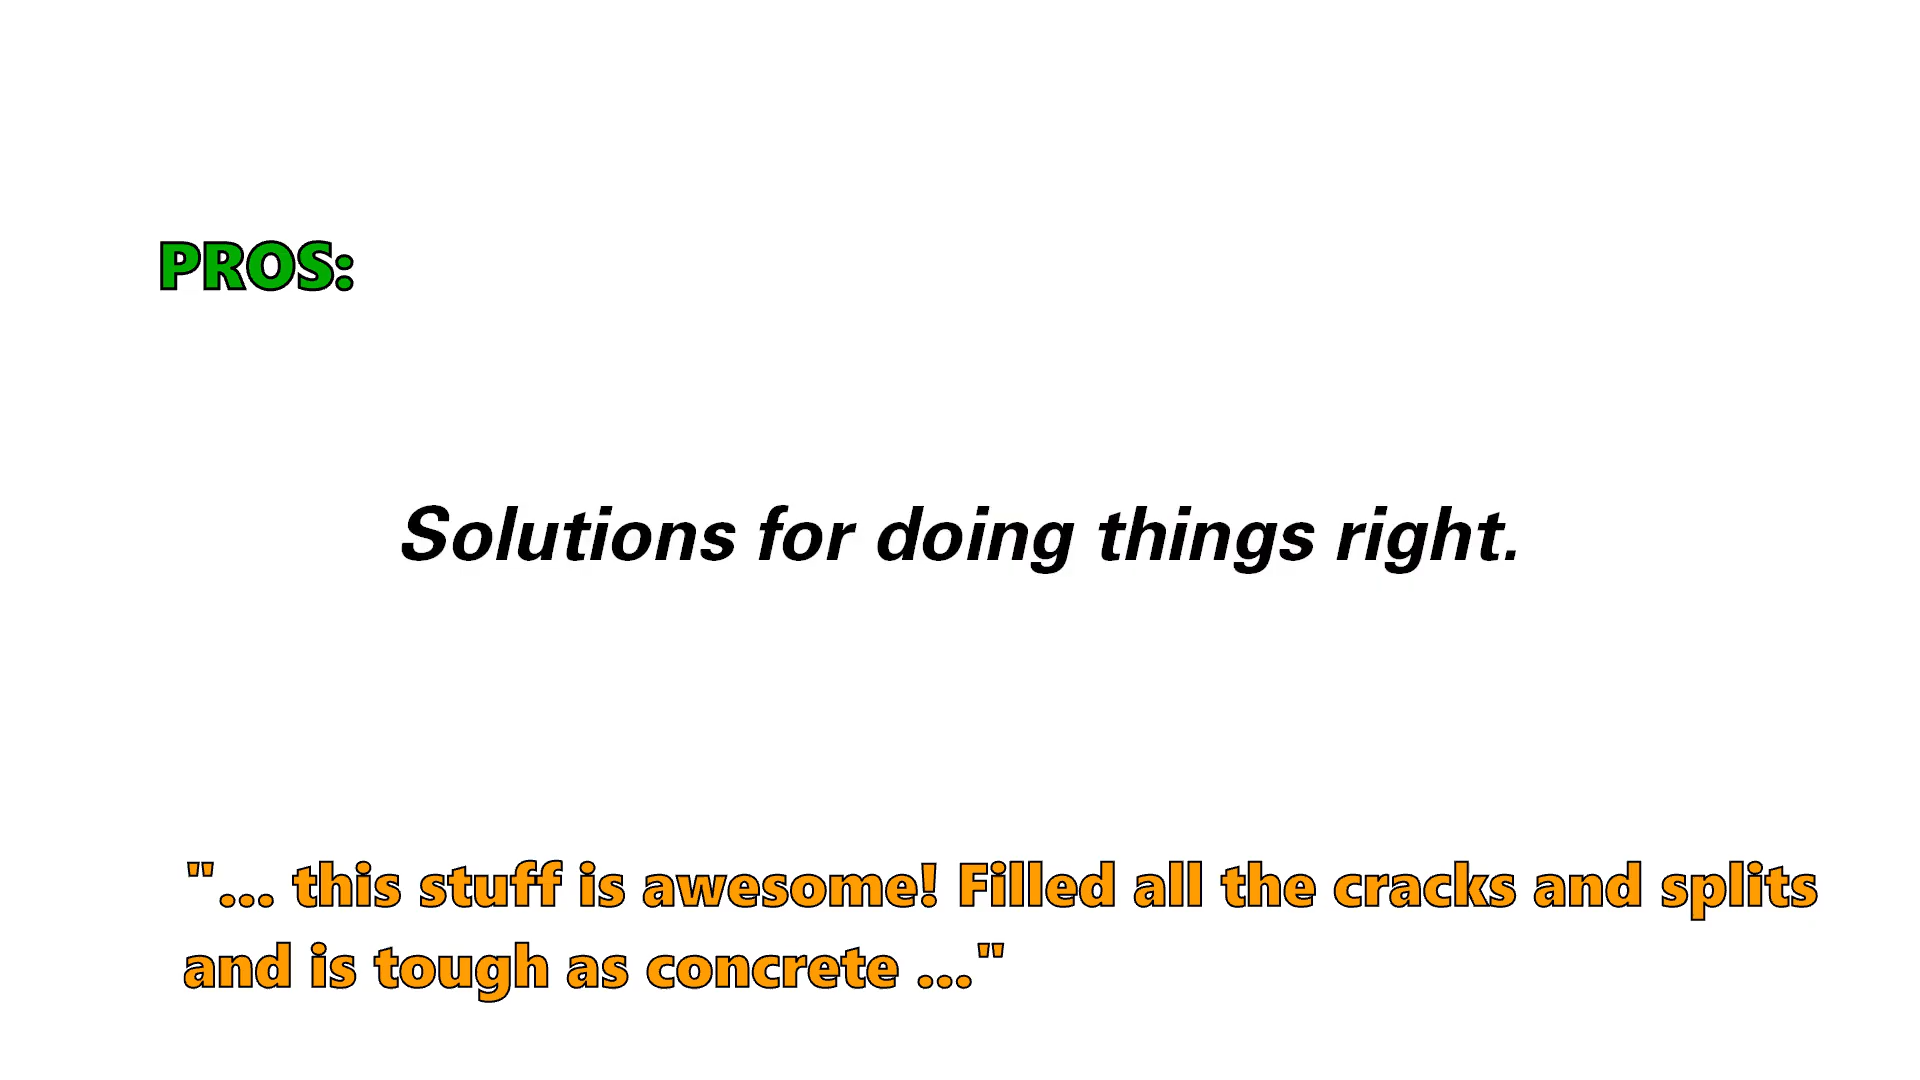 PROS:
Solutions for doing things right.
"... this stuff is awesome! Filled all the cracks and splits
and is tough as concrete ..."